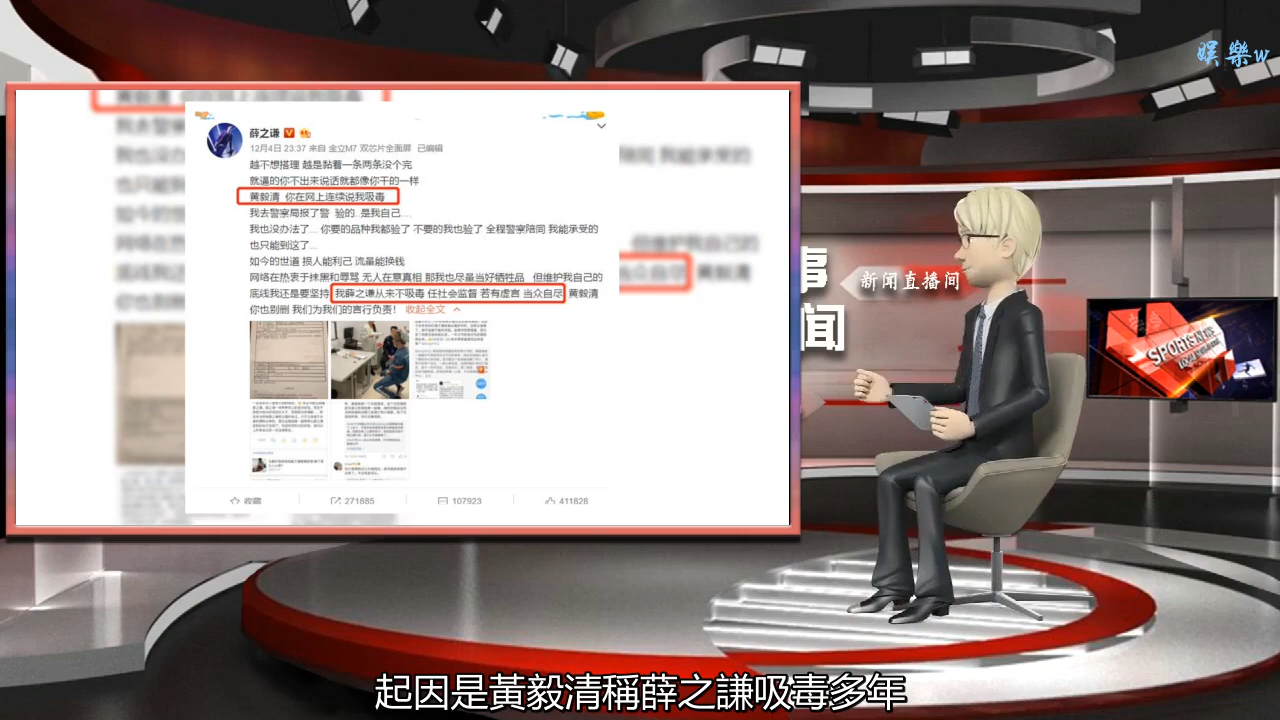 娱樂w
薛之谦
12月4日 23:37 来自 金立M7 双芯片全面屏 已编辑
越不想搭理 越是黏着一条两条没个完
就逼的你不出来说话就都像你干的一样
黄毅清 你在网上连续说我吸毒
我去警察局报了警 验的..是我自己....
我也没办法了... 你要的品种我都验了 不要的我也验了 全程警察陪同 我能承受的
也只能到这了...
如今的世道 损人能利己 流量能换钱
网络在热衷于抹黑和辱骂 无人在意真相 那我也尽量当好牺牲品 但维护我自己的
底线我还是要坚持 我薛之谦从来不吸毒 任社会监督 若有虚言 当众自尽 黄毅清
你也别删 我们为我们的言行负责！ 收起全文
收藏
271885
107923
411828
事
闻
新闻直播间
起因是黃毅清稱薛之謙吸毒多年